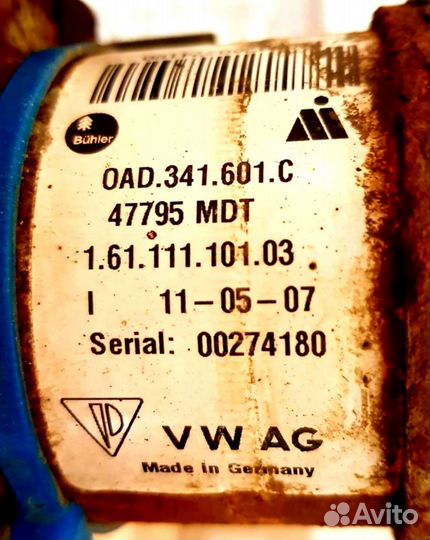 Bühler
0AD.341.601.C
47795 MDT
1.61.111.101.03
I 11-05-07
Serial: 00274180
VW AG
Made in Germany
Avito